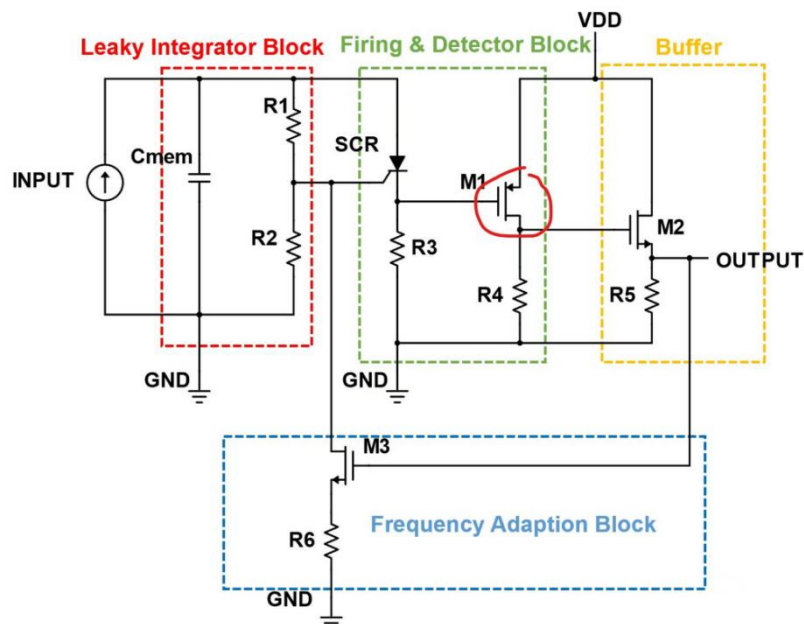 VDD
Leaky Integrator Block
Firing & Detector Block
Buffer
R1
SCR
Cmem
M1
INPUT
M2
R2
R3
OUTPUT
R4
R5
GND
GND
M3
Frequency Adaption Block
R6
GND